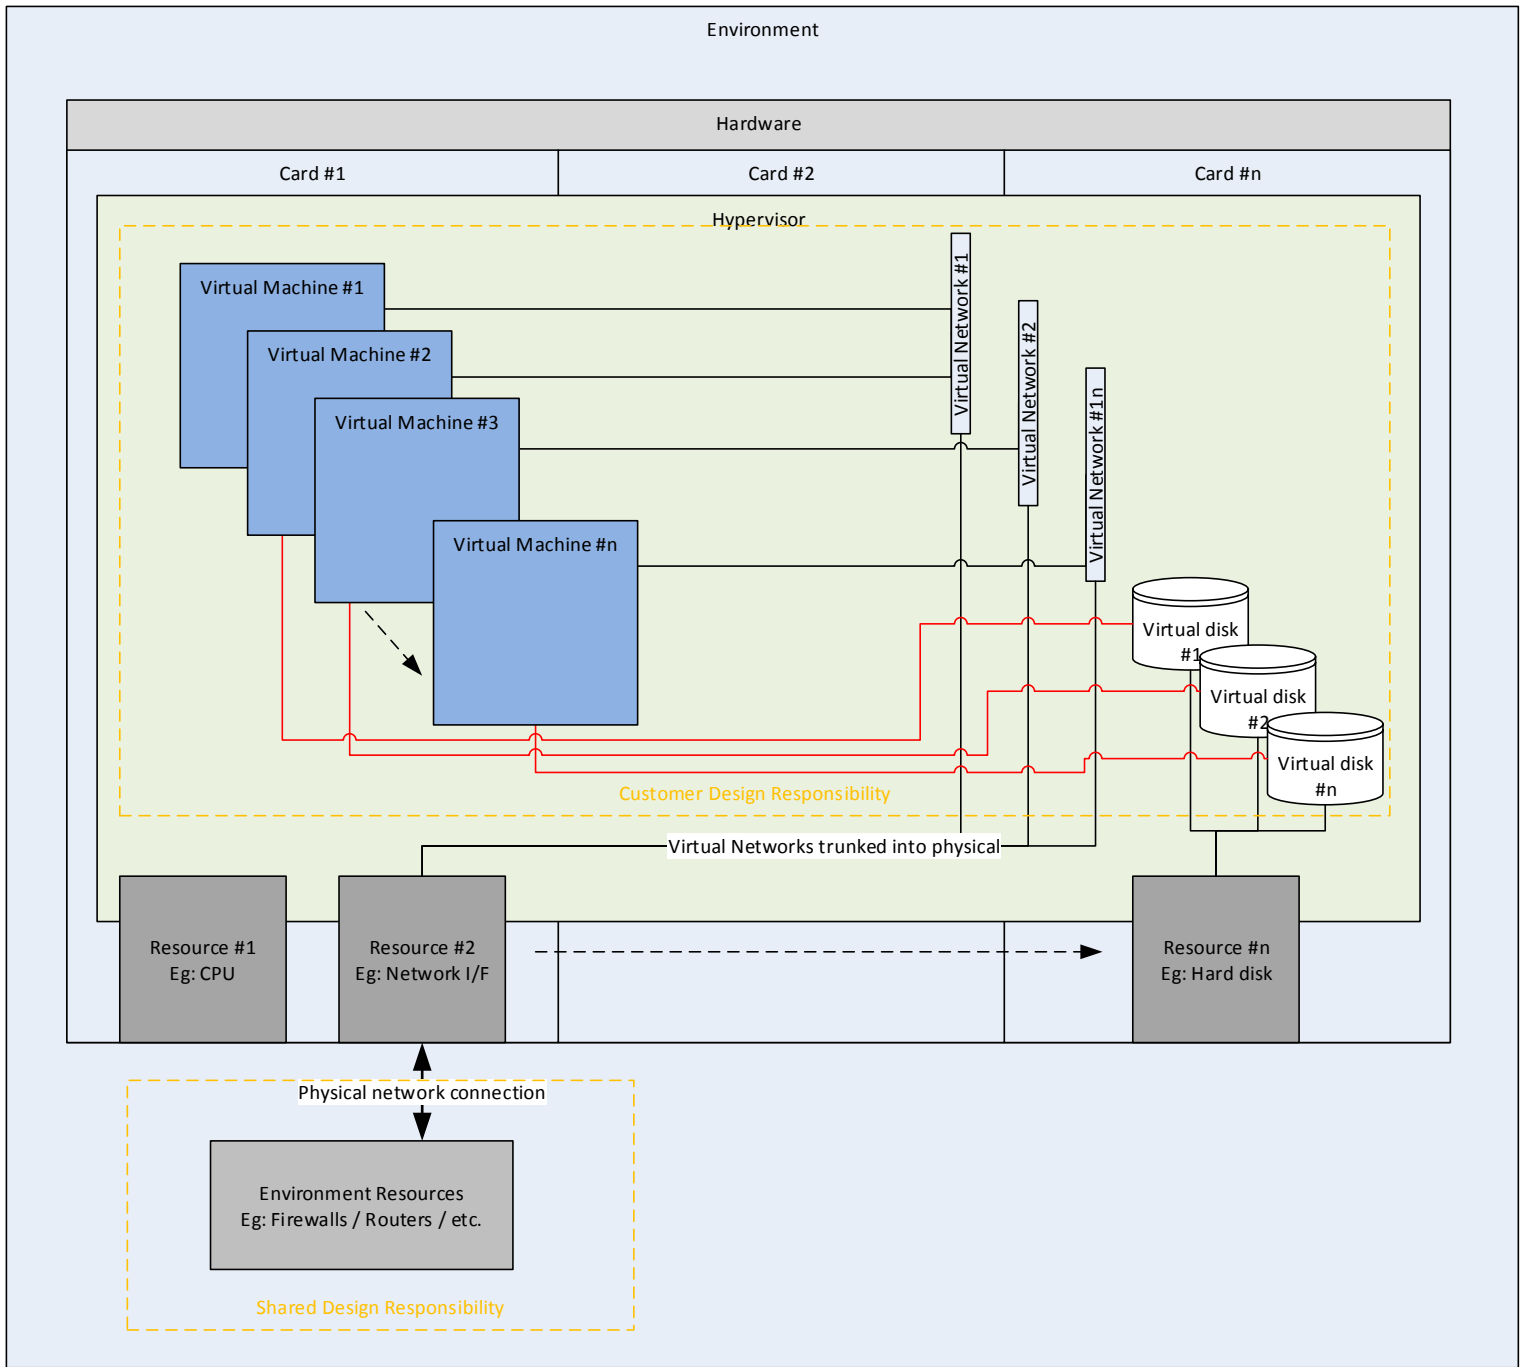 Environment
Hardware
Card #1
Card #2
Card #n
Hypervisor
Virtual Machine #1
Virtual Machine #2
Virtual Machine #3
Virtual Machine #n
Virtual Network #1
Virtual Network #2
Virtual Network #1n
Virtual disk
#1
Virtual disk
#2
Virtual disk
#n
Customer Design Responsibility
Virtual Networks trunked into physical
Resource #1
Eg: CPU
Resource #2
Eg: Network I/F
Resource #n
Eg: Hard disk
Physical network connection
Environment Resources
Eg: Firewalls / Routers / etc.
Shared Design Responsibility